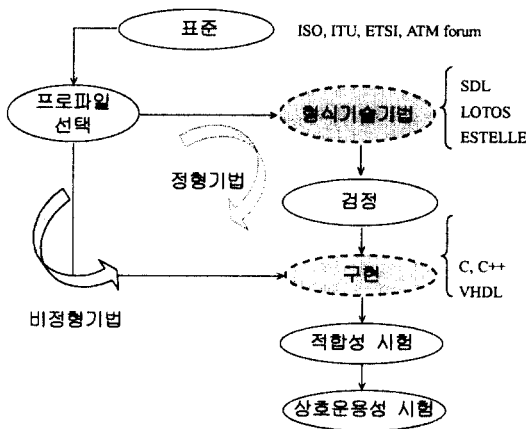 표준
ISO, ITU, ETSI, ATM forum
프로파일
선택
형식기술기법
SDL
LOTOS
ESTELLE
정형기법
검정
구현
C, C++
VHDL
비정형기법
적합성 시험
상호운용성 시험